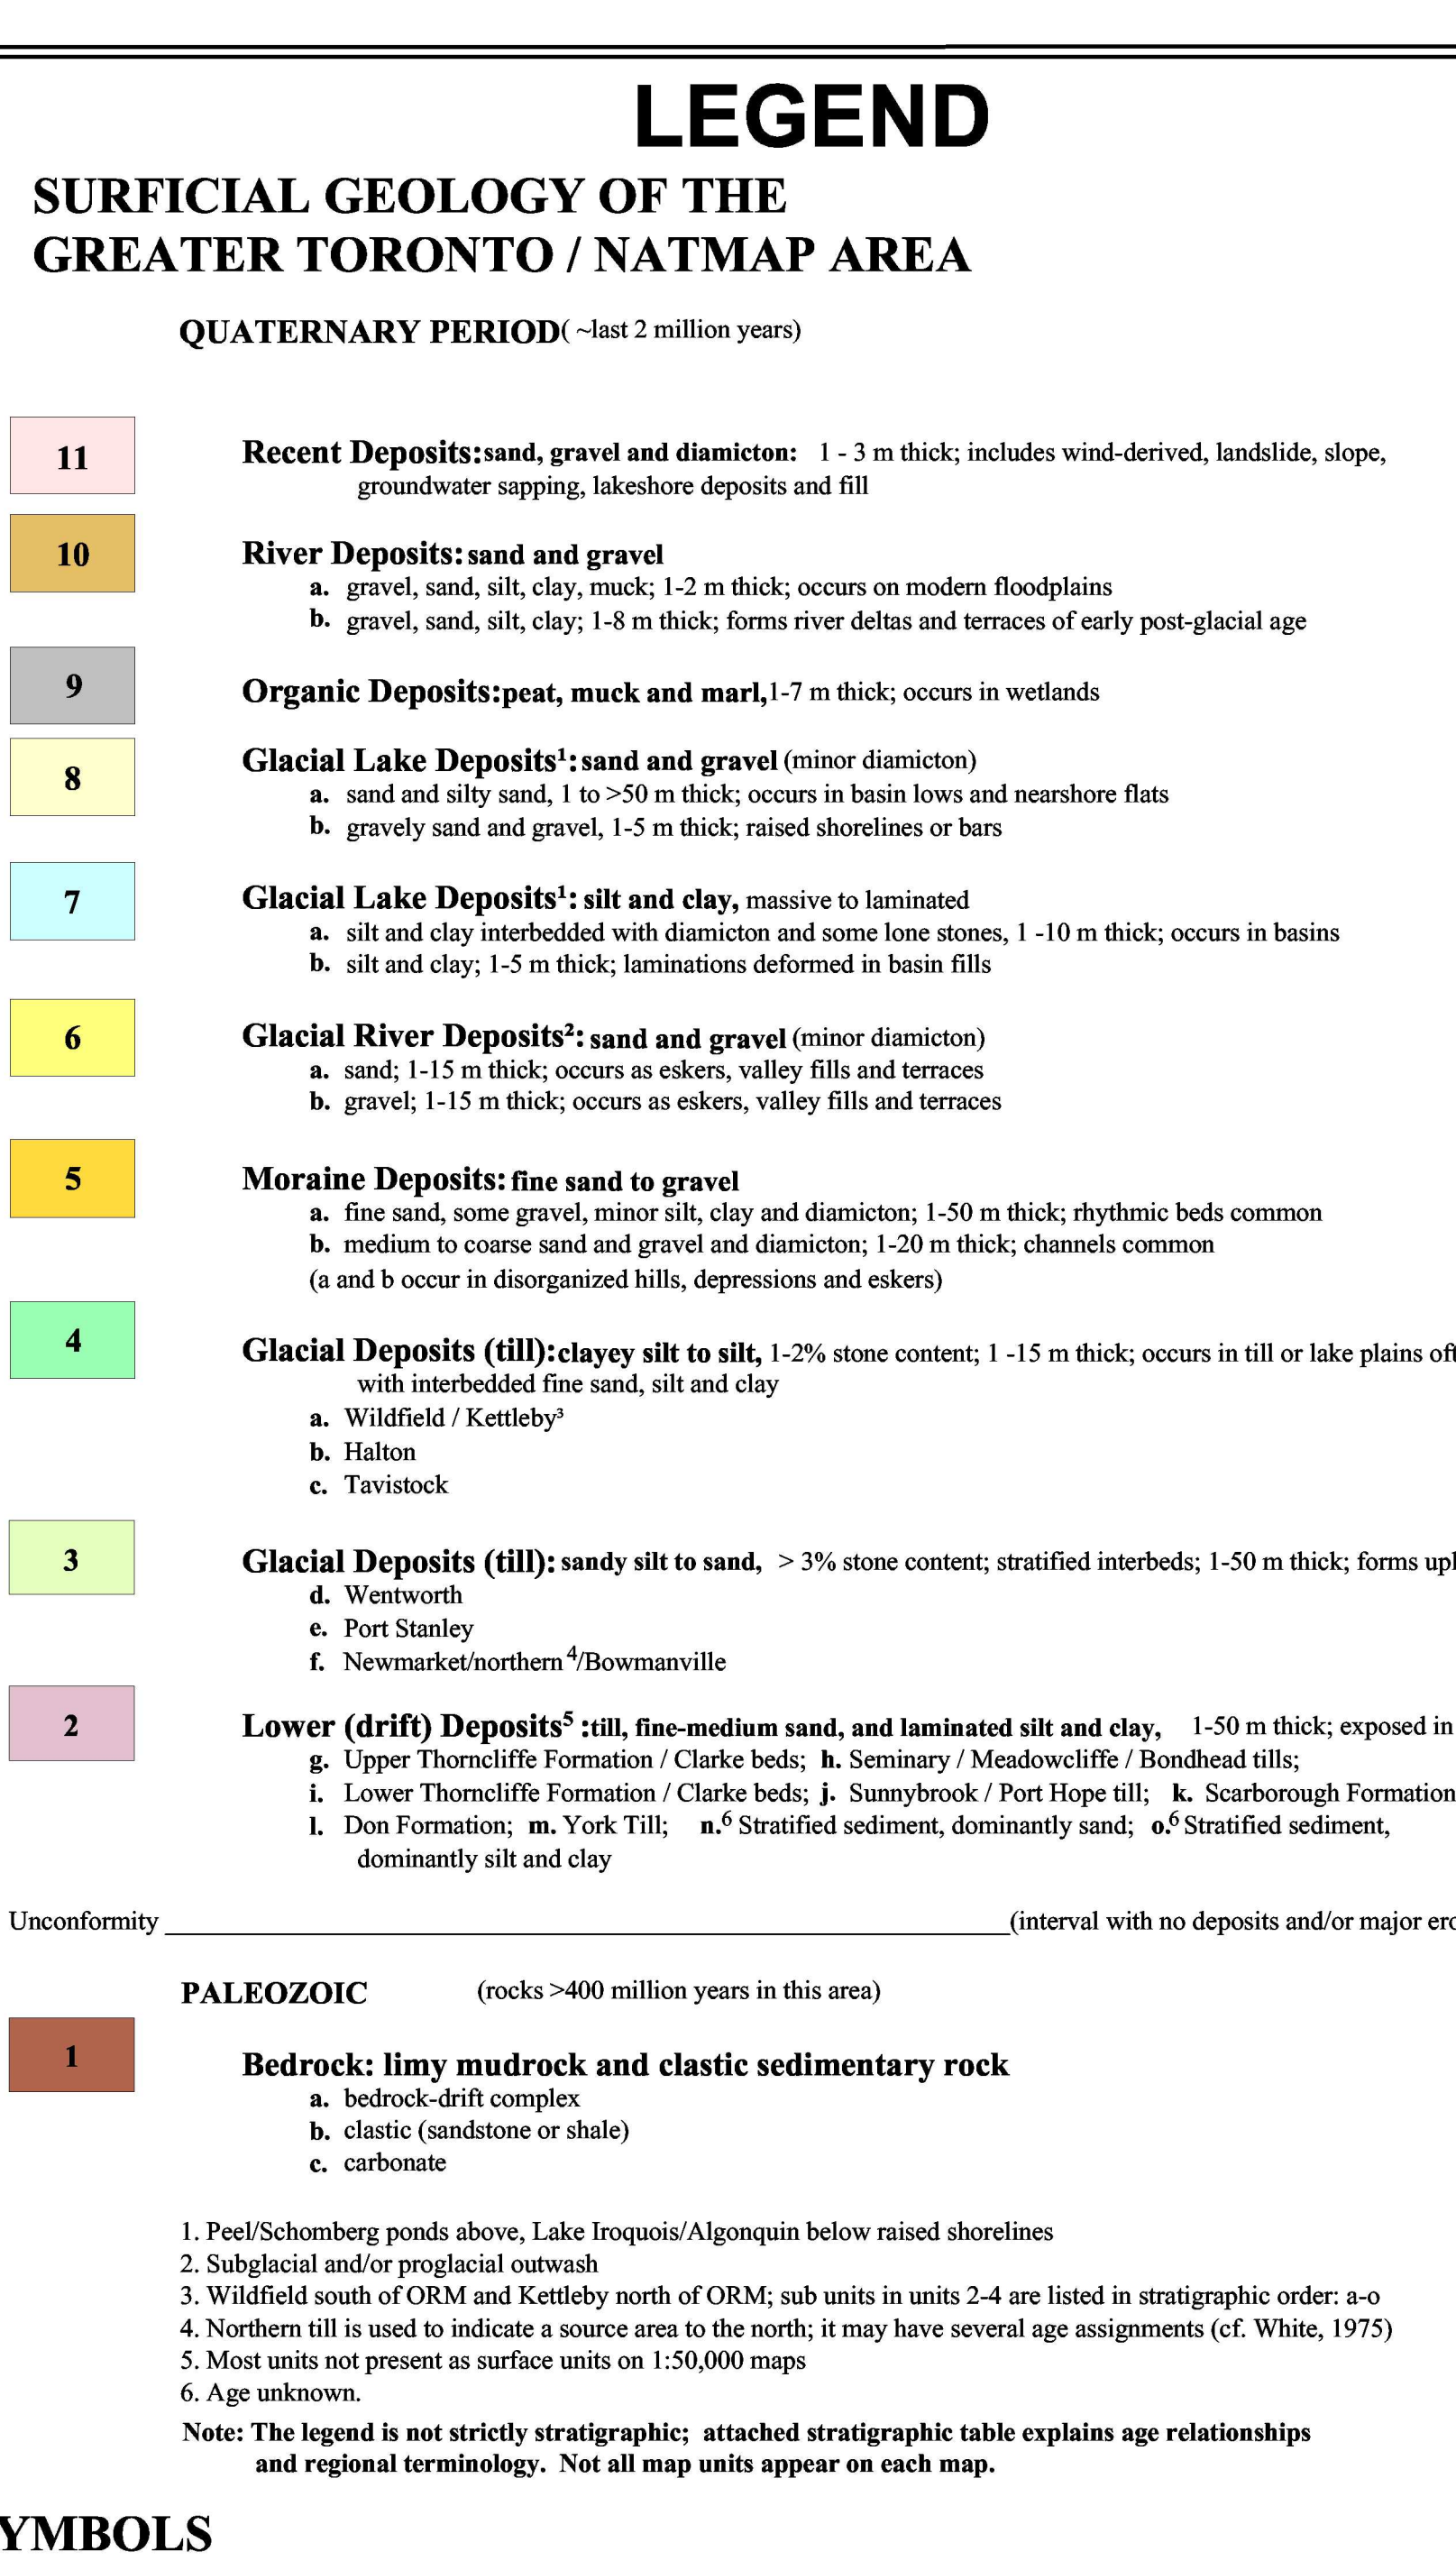 LEGEND
SURFICIAL GEOLOGY OF THE
GREATER TORONTO / NATMAP AREA
QUATERNARY PERIOD( ~last 2 million years)
11 Recent Deposits: sand, gravel and diamicton: 1 - 3 m thick; includes wind-derived, landslide, slope,
groundwater sapping, lakeshore deposits and fill
10 River Deposits: sand and gravel
a. gravel, sand, silt, clay, muck; 1-2 m thick; occurs on modern floodplains
b. gravel, sand, silt, clay; 1-8 m thick; forms river deltas and terraces of early post-glacial age
9 Organic Deposits: peat, muck and marl, 1-7 m thick; occurs in wetlands
8 Glacial Lake Deposits¹: sand and gravel (minor diamicton)
a. sand and silty sand, 1 to >50 m thick; occurs in basin lows and nearshore flats
b. gravely sand and gravel, 1-5 m thick; raised shorelines or bars
7 Glacial Lake Deposits¹: silt and clay, massive to laminated
a. silt and clay interbedded with diamicton and some lone stones, 1 -10 m thick; occurs in basins
b. silt and clay; 1-5 m thick; laminations deformed in basin fills
6 Glacial River Deposits²: sand and gravel (minor diamicton)
a. sand; 1-15 m thick; occurs as eskers, valley fills and terraces
b. gravel; 1-15 m thick; occurs as eskers, valley fills and terraces
5 Moraine Deposits: fine sand to gravel
a. fine sand, some gravel, minor silt, clay and diamicton; 1-50 m thick; rhythmic beds common
b. medium to coarse sand and gravel and diamicton; 1-20 m thick; channels common
(a and b occur in disorganized hills, depressions and eskers)
4 Glacial Deposits (till): clayey silt to silt, 1-2% stone content; 1 -15 m thick; occurs in till or lake plains
with interbedded fine sand, silt and clay
a. Wildfield / Kettleby³
b. Halton
c. Tavistock
3 Glacial Deposits (till): sandy silt to sand, > 3% stone content; stratified interbeds; 1-50 m thick; forms
d. Wentworth
e. Port Stanley
f. Newmarket/northern⁴/Bowmanville
2 Lower (drift) Deposits⁵ : till, fine-medium sand, and laminated silt and clay, 1-50 m thick; exposed in
g. Upper Thorncliffe Formation / Clarke beds; h. Seminary / Meadowcliffe / Bondhead tills;
i. Lower Thorncliffe Formation / Clarke beds; j. Sunnybrook / Port Hope till; k. Scarborough Formation
l. Don Formation; m. York Till; n.⁶ Stratified sediment, dominantly sand; o.⁶ Stratified sediment,
dominantly silt and clay
Unconformity (interval with no deposits and/or major
PALEOZOIC (rocks >400 million years in this area)
1 Bedrock: limy mudrock and clastic sedimentary rock
a. bedrock-drift complex
b. clastic (sandstone or shale)
c. carbonate
1. Peel/Schomberg ponds above, Lake Iroquois/Algonquin below raised shorelines
2. Subglacial and/or proglacial outwash
3. Wildfield south of ORM and Kettleby north of ORM; sub units in units 2-4 are listed in stratigraphic order: a-o
4. Northern till is used to indicate a source area to the north; it may have several age assignments (cf. White, 1975)
5. Most units not present as surface units on 1:50,000 maps
6. Age unknown.
Note: The legend is not strictly stratigraphic; attached stratigraphic table explains age relationships
and regional terminology. Not all map units appear on each map.
YMBOLS